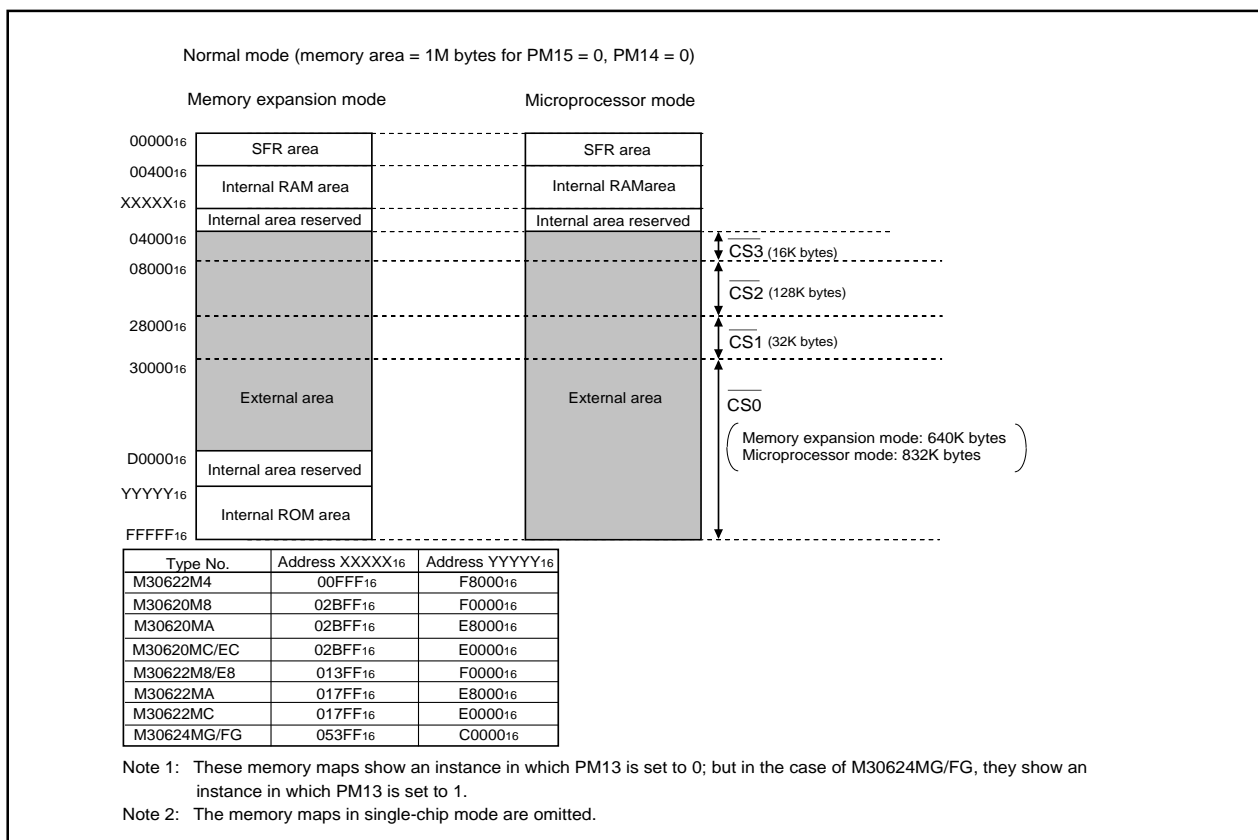 Normal mode (memory area = 1M bytes for PM15 = 0, PM14 = 0)
Memory expansion mode
Microprocessor mode
0000016
SFR area
SFR area
0040016
Internal RAM area
Internal RAMarea
XXXXX16
Internal area reserved
Internal area reserved
0400016
CS3 (16K bytes)
0800016
CS2 (128K bytes)
2800016
CS1 (32K bytes)
3000016
External area
External area
CS0
Memory expansion mode: 640K bytes
Microprocessor mode: 832K bytes
D000016
Internal area reserved
YYYYY16
Internal ROM area
FFFFF16
Type No. Address XXXXX16 Address YYYYY16
M30622M4 00FFF16 F800016
M30620M8 02BFF16 F000016
M30620MA 02BFF16 E800016
M30620MC/EC 02BFF16 E000016
M30622M8/E8 013FF16 F000016
M30622MA 017FF16 E800016
M30622MC 017FF16 E000016
M30624MG/FG 053FF16 C000016
Note 1: These memory maps show an instance in which PM13 is set to 0; but in the case of M30624MG/FG, they show an
instance in which PM13 is set to 1.
Note 2: The memory maps in single-chip mode are omitted.